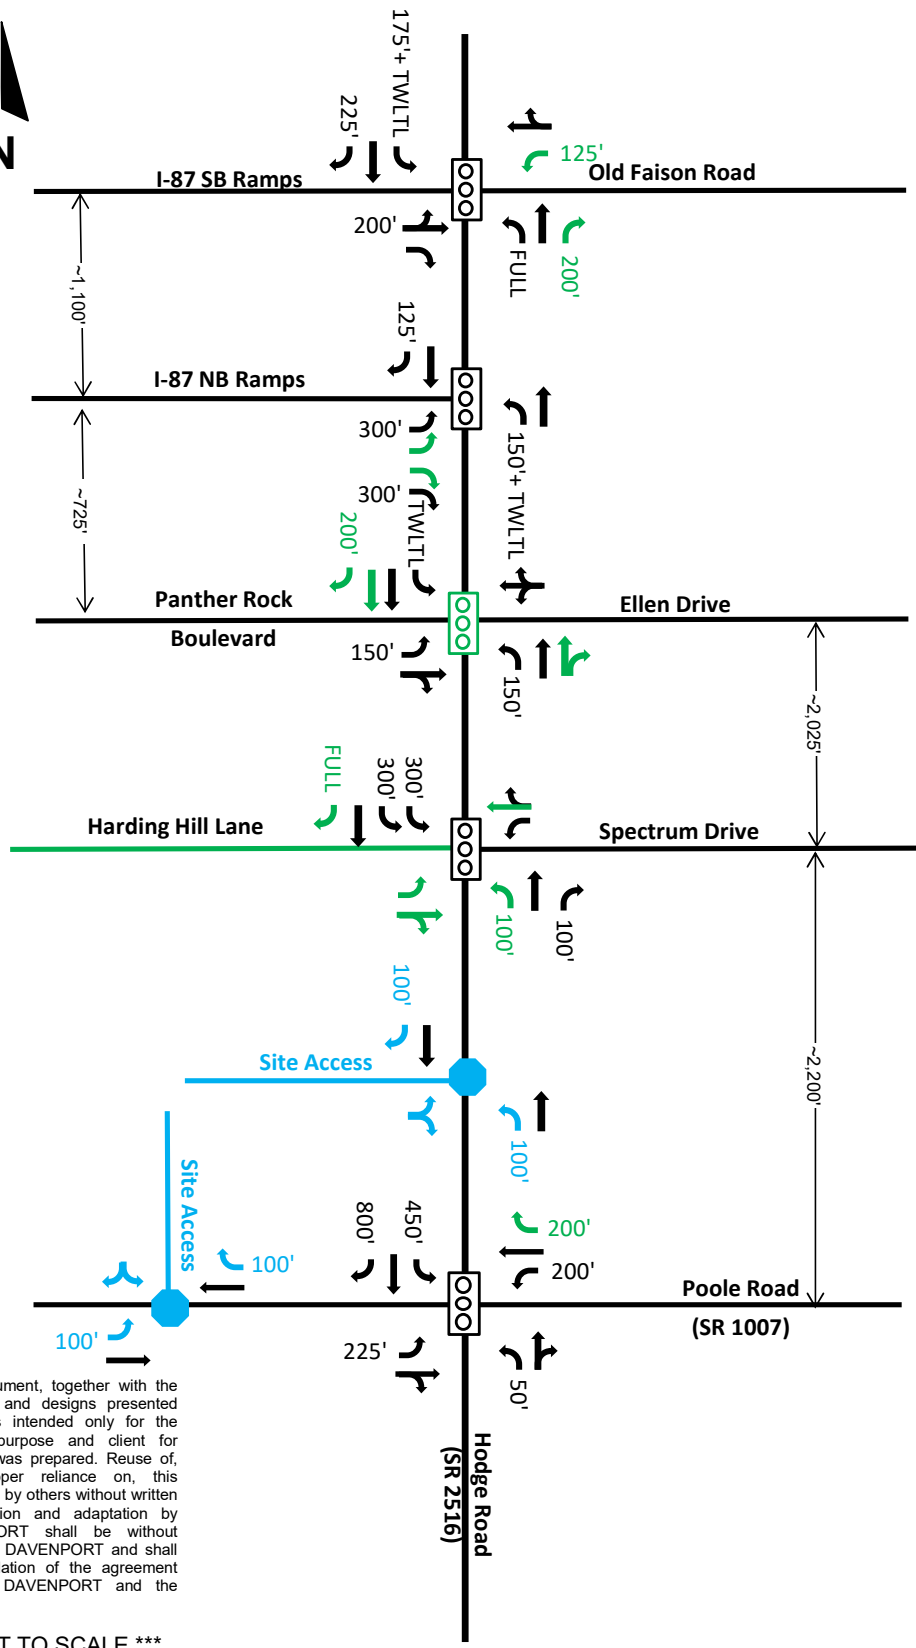 175'+ TWLTL
225'
125'
N
I-87 SB Ramps
Old Faison Road
200'
FULL
200'
~1,100'
125'
I-87 NB Ramps
300'
150'+ TWLTL
300'
~725'
200'
TWLTL
Panther Rock
Boulevard
Ellen Drive
150'
150'
~2,025'
FULL
300'
300'
Harding Hill Lane
Spectrum Drive
100'
100'
100'
Site Access
~2,200'
100'
Site Access
800'
450'
200'
100'
200'
Poole Road
(SR 1007)
100'
225'
50'
Hodge Road
(SR 2516)
together with the
and designs presented
intended only for the
purpose and client for
was prepared. Reuse of,
reliance on, this
by others without written
and adaptation by
shall be without
DAVENPORT and shall
of the agreement
DAVENPORT and the
TO SCALE ***